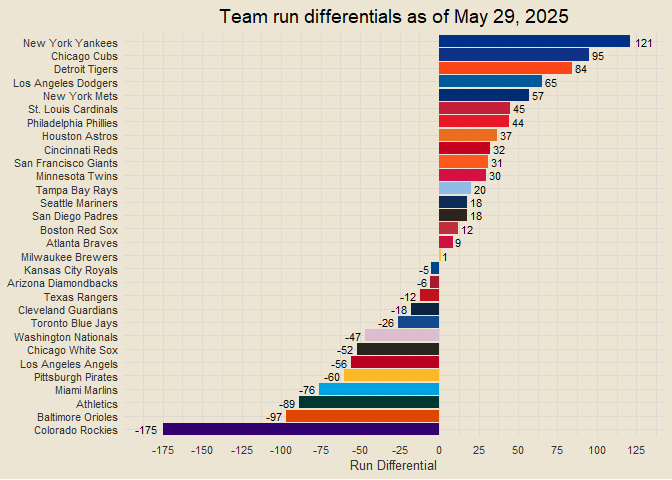 Team run differentials as of May 29, 2025
New York Yankees 121
Chicago Cubs 95
Detroit Tigers 84
Los Angeles Dodgers 65
New York Mets 57
St. Louis Cardinals 45
Philadelphia Phillies 44
Houston Astros 37
Cincinnati Reds 32
San Francisco Giants 31
Minnesota Twins 30
Tampa Bay Rays 20
Seattle Mariners 18
San Diego Padres 18
Boston Red Sox 12
Atlanta Braves 9
Milwaukee Brewers 1
Kansas City Royals -5
Arizona Diamondbacks -6
Texas Rangers -12
Cleveland Guardians -18
Toronto Blue Jays -26
Washington Nationals -47
Chicago White Sox -52
Los Angeles Angels -56
Pittsburgh Pirates -60
Miami Marlins -76
Athletics -89
Baltimore Orioles -97
Colorado Rockies -175
-175 -150 -125 -100 -75 -50 -25 0 25 50 75 100 125
Run Differential